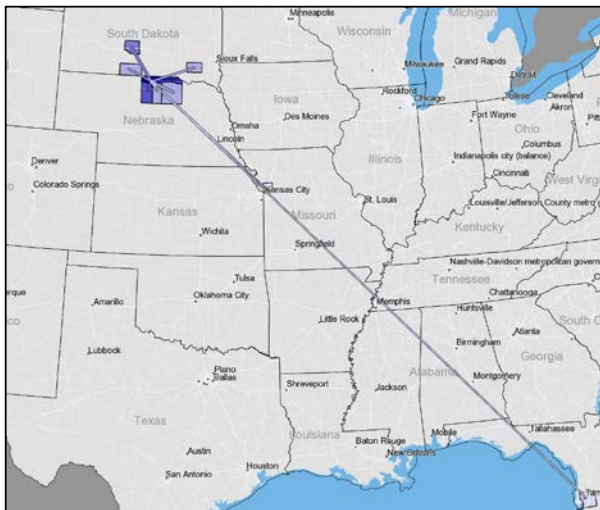 Minneapolis
Michigan
South Dakota
Wisconsin
Sioux Falls
Milwaukee
Grand Rapids
Detroit
Rockford
Chicago
Toledo
Cleveland
Akron
Iowa
Des Moines
Nebraska
Omaha
Lincoln
Fort Wayne
Ohio
Columbus
Illinois
Indianapolis city (balance)
Cincinnati
West Virg
Denver
Colorado Springs
Kansas City
St. Louis
Louisville/Jefferson County metro g
Kansas
Missouri
Kentucky
Wichita
Springfield
Nashville-Davidson metropolitan govern
Tulsa
Tennessee
Chattanooga
rque
Amarillo
Oklahoma City
Memphis
Huntsville
Little Rock
Atlanta
South C
Lubbock
Birmingham
Georgia
Plano
Dallas
Shreveport
Jackson
Alabama
Montgomery
Texas
Louisiana
Mobile
Tallahassee
Austin
Baton Rouge
New Orleans
San Antonio
Houston
Tam